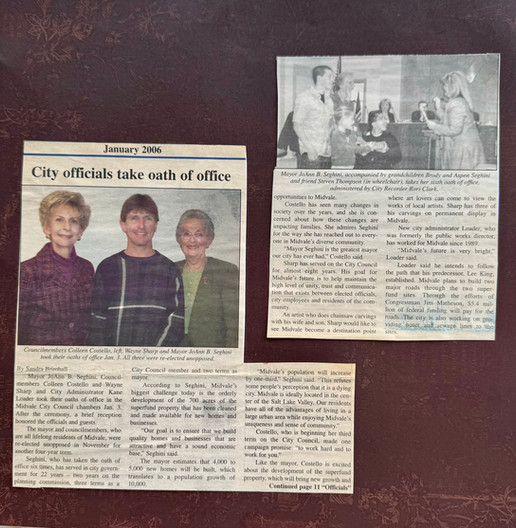 January 2006
City officials take oath of office
Councilmembers Colleen Costello, left, Wayne Sharp and Mayor JoAnn B. Seghini
took their oaths of office Jan. 3. All three were re-elected unopposed.
By Sandra Brimhall
Mayor JoAnn B. Seghini, Council-
members Colleen Costello and Wayne
Sharp and City Administrator Kane
Loader took their oaths of office in the
Midvale City Council chambers Jan. 3.
After the ceremony, a brief reception
honored the officials and guests.
The mayor and councilmembers, who
are all lifelong residents of Midvale, were
re-elected unopposed in November for
another four-year term.
Seghini, who has taken the oath of
office six times, has served in city govern-
ment for 22 years – two years on the
planning commission, three terms as a
City Council member and two terms as
mayor.
According to Seghini, Midvale's
biggest challenge today is the orderly
development of the 700 acres of the
superfund property that has been cleaned
and made available for new homes and
businesses.
"Our goal is to ensure that we build
quality homes and businesses that are
attractive and have a sound economic
base," Seghini said.
The mayor estimates that 4,000 to
5,000 new homes will be built, which
translates to a population growth of
10,000.
"Midvale's population will increase
by one-third," Seghini said. "This refutes
some people's perception that it is a dying
city. Midvale is ideally located in the cen-
ter of the Salt Lake Valley. Our residents
have all of the advantages of living in a
large urban area while enjoying Midvale's
uniqueness and sense of community."
Costello, who is beginning her third
term on the City Council, made one
campaign promise: "to work hard and to
work for you."
Like the mayor, Costello is excited
about the development of the superfund
property, which will bring new growth and
Continued page 11 "Officials"
Mayor JoAnn B. Seghini, accompanied by grandchildren Brody and Aspen Seghini
and friend Steven Thompson (in wheelchair), takes her sixth oath of office,
administered by City Recorder Rori Clark.
opportunities to Midvale.
Costello has seen many changes in
society over the years, and she is con-
cerned about how these changes are
impacting families. She admires Seghini
for the way she has reached out to every-
one in Midvale's diverse community.
"Mayor Seghini is the greatest mayor
our city has ever had," Costello said.
Sharp has served on the City Council
for almost eight years. His goal for
Midvale's future is to help maintain the
high level of unity, trust and communica-
tion that exists between elected officials,
city employees and residents of the com-
munity.
An artist who does chainsaw carvings
with his wife and son, Sharp would like to
see Midvale become a destination point
where art lovers can come to view the
works of local artists. Sharp has three of
his carvings on permanent display in
Midvale.
New city administrator Loader, who
was formerly the public works director,
has worked for Midvale since 1989.
"Midvale's future is very bright,"
Loader said.
Loader said he intends to follow
the path that his predecessor, Lee King,
established. Midvale plans to build two
major roads through the two super-
fund sites. Through the efforts of
Congressman Jim Matheson, $3.4 mil-
lion of federal funding will pay for the
roads. The city is also working on pro-
viding water and sewage lines to the
sites.